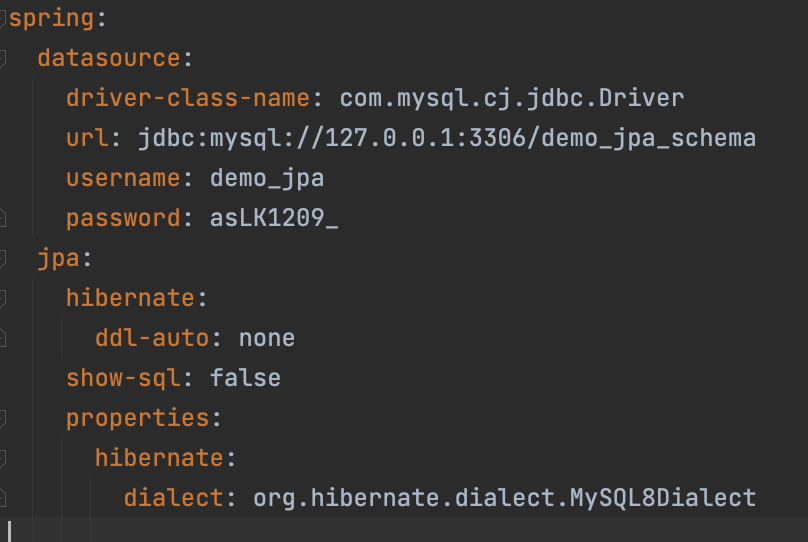 spring:
  datasource:
    driver-class-name: com.mysql.cj.jdbc.Driver
    url: jdbc:mysql://127.0.0.1:3306/demo_jpa_schema
    username: demo_jpa
    password: asLK1209_
  jpa:
    hibernate:
      ddl-auto: none
    show-sql: false
    properties:
      hibernate:
        dialect: org.hibernate.dialect.MySQL8Dialect